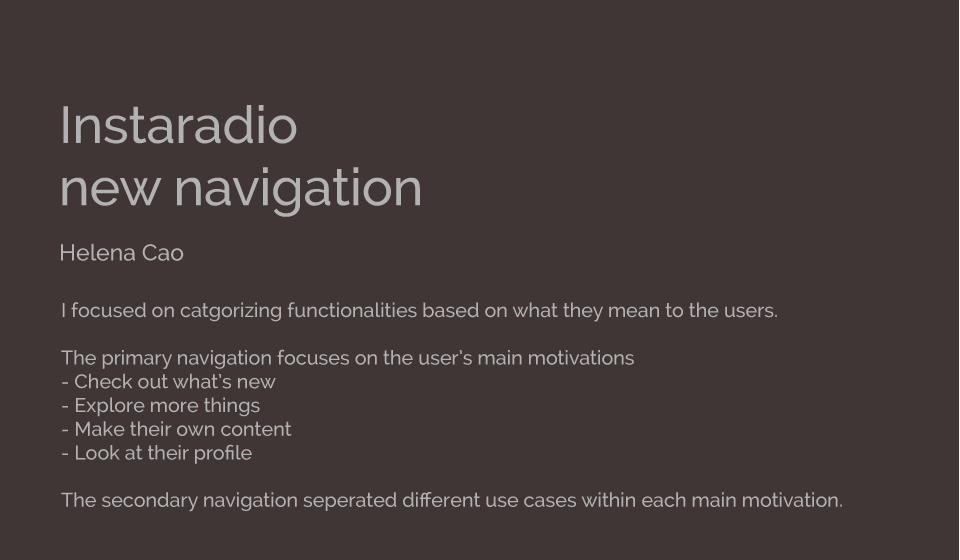 Instaradio
new navigation
Helena Cao
I focused on catgorizing functionalities based on what they mean to the users.
The primary navigation focuses on the user's main motivations
- Check out what's new
- Explore more things
- Make their own content
- Look at their profile
The secondary navigation seperated different use cases within each main motivation.